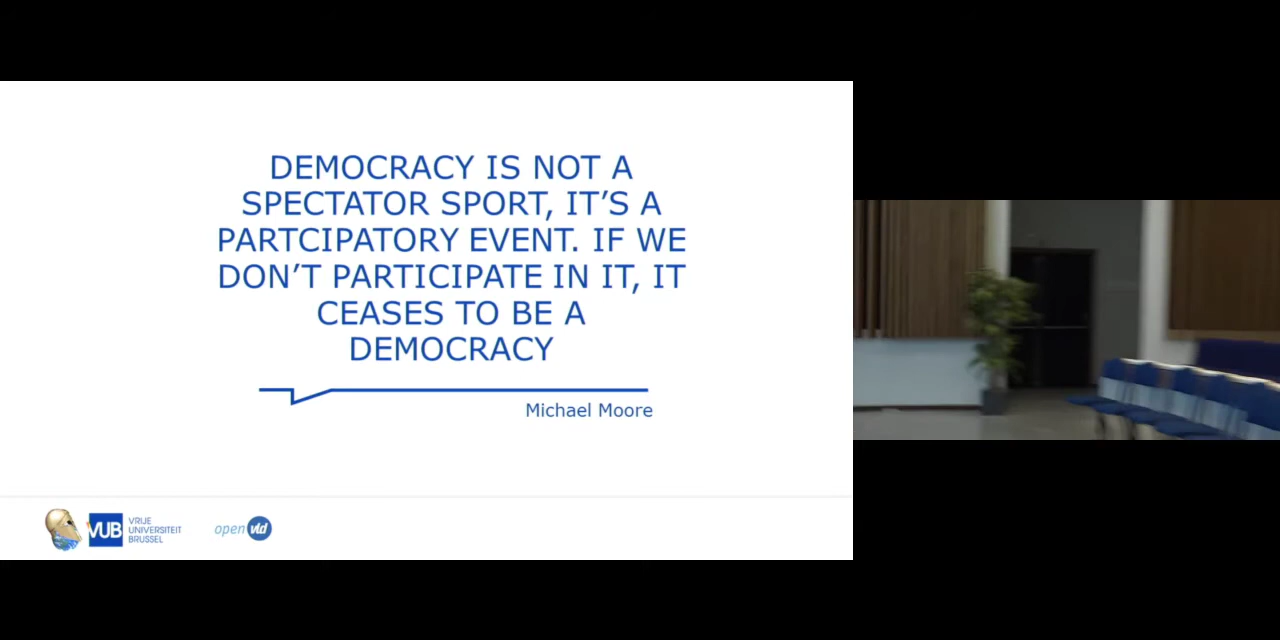 DEMOCRACY IS NOT A
SPECTATOR SPORT, IT’S A
PARTCIPATORY EVENT. IF WE
DON’T PARTICIPATE IN IT, IT
CEASES TO BE A
DEMOCRACY
Michael Moore
VUB
VRIJE
UNIVERSITEIT
BRUSSEL
open vld